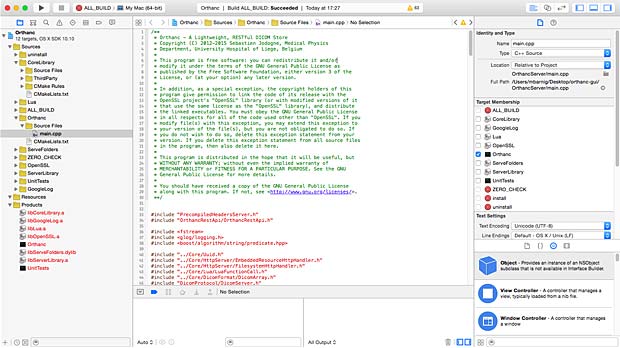 ALL_BUILD
My Mac (64-bit)
Orthanc | Build ALL_BUILD: Succeeded | Today at 17:27
Orthanc
12 targets, OS X SDK 10.10
Sources
uninstall
CoreLibrary
Source Files
ThirdParty
CMake Rules
CMakeLists.txt
Lua
ALL_BUILD
Orthanc
Source Files
main.cpp
CMakeLists.txt
ServeFolders
ZERO_CHECK
OpenSSL
ServerLibrary
UnitTests
GoogleLog
Resources
Products
libCoreLibrary.a
libGoogleLog.a
libLua.a
libOpenSSL.a
Orthanc
libServeFolders.dylib
libServerLibrary.a
UnitTests
Orthanc
Sources
Orthanc
Source Files
main.cpp
No Selection
/**
* Orthanc - A Lightweight, RESTful DICOM Store
* Copyright (C) 2012-2015 Sebastien Jodogne, Medical Physics
* Department, University Hospital of Liege, Belgium
*
* This program is free software: you can redistribute it and/or
* modify it under the terms of the GNU General Public License as
* published by the Free Software Foundation, either version 3 of the
* License, or (at your option) any later version.
*
* In addition, as a special exception, the copyright holders of this
* program give permission to link the code of its release with the
* OpenSSL project's "OpenSSL" library (or with modified versions of it
* that use the same license as the "OpenSSL" library), and distribute
* the linked executables. You must obey the GNU General Public License
* in all respects for all of the code used other than "OpenSSL". If you
* modify file(s) with this exception, you may extend this exception to
* your version of the file(s), but you are not obligated to do so. If
* you do not wish to do so, delete this exception statement from your
* version. If you delete this exception statement from all source files
* in the program, then also delete it here.
*
* This program is distributed in the hope that it will be useful, but
* WITHOUT ANY WARRANTY; without even the implied warranty of
* MERCHANTABILITY or FITNESS FOR A PARTICULAR PURPOSE. See the GNU
* General Public License for more details.
*
* You should have received a copy of the GNU General Public License
* along with this program. If not, see <http://www.gnu.org/licenses/>.
**/
#include "PrecompiledHeadersServer.h"
#include "OrthancRestApi/OrthancRestApi.h"
#include <fstream>
#include <glog/logging.h>
#include <boost/algorithm/string/predicate.hpp>
#include "../Core/Uuid.h"
#include "../Core/HttpServer/EmbeddedResourceHttpHandler.h"
#include "../Core/HttpServer/FilesystemHttpHandler.h"
#include "../Core/Lua/LuaFunctionCall.h"
#include "../Core/DicomFormat/DicomArray.h"
#include "DicomProtocol/DicomServer.h"
No Selection
Auto
All Output
Identity and Type
Name main.cpp
Type C++ Source
Location Relative to Project
OrthancServer/main.cpp
Full Path /Users/mbarnig/Desktop/orthanc-gui/
OrthancServer/main.cpp
Target Membership
ALL_BUILD
CoreLibrary
GoogleLog
Lua
OpenSSL
Orthanc
ServeFolders
ServerLibrary
UnitTests
ZERO_CHECK
install
uninstall
Text Settings
Text Encoding Unicode (UTF-8)
Line Endings Default - OS X / Unix (LF)
Object - Provides an instance of an NSObject
subclass that is not available in Interface Builder.
View Controller - A controller that manages a
view, typically loaded from a nib file.
Window Controller - A controller that manages
a window